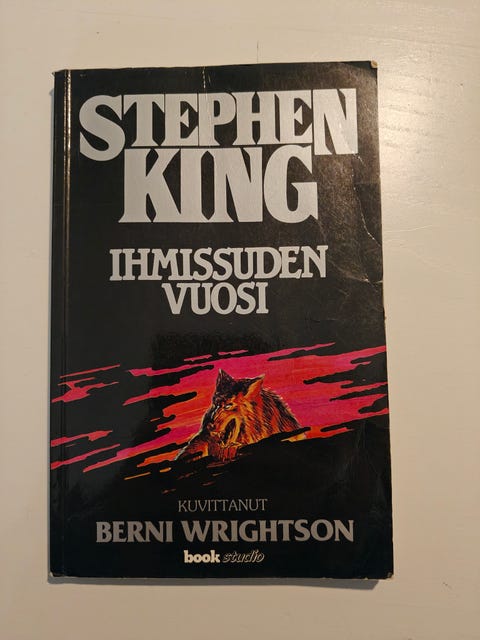 STEPHEN
KING
IHMISSUDEN
VUOSI
KUVITTANUT
BERNI WRIGHTSON
book studio